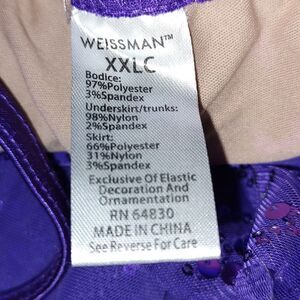 WEISSMAN™
XXLC
Bodice:
97%Polyester
3%Spandex
Underskirt/trunks:
98%Nylon
2%Spandex
Skirt:
66%Polyester
31%Nylon
3%Spandex
Exclusive Of Elastic
Decoration And
Ornamentation
RN 64830
MADE IN CHINA
See Reverse For Care